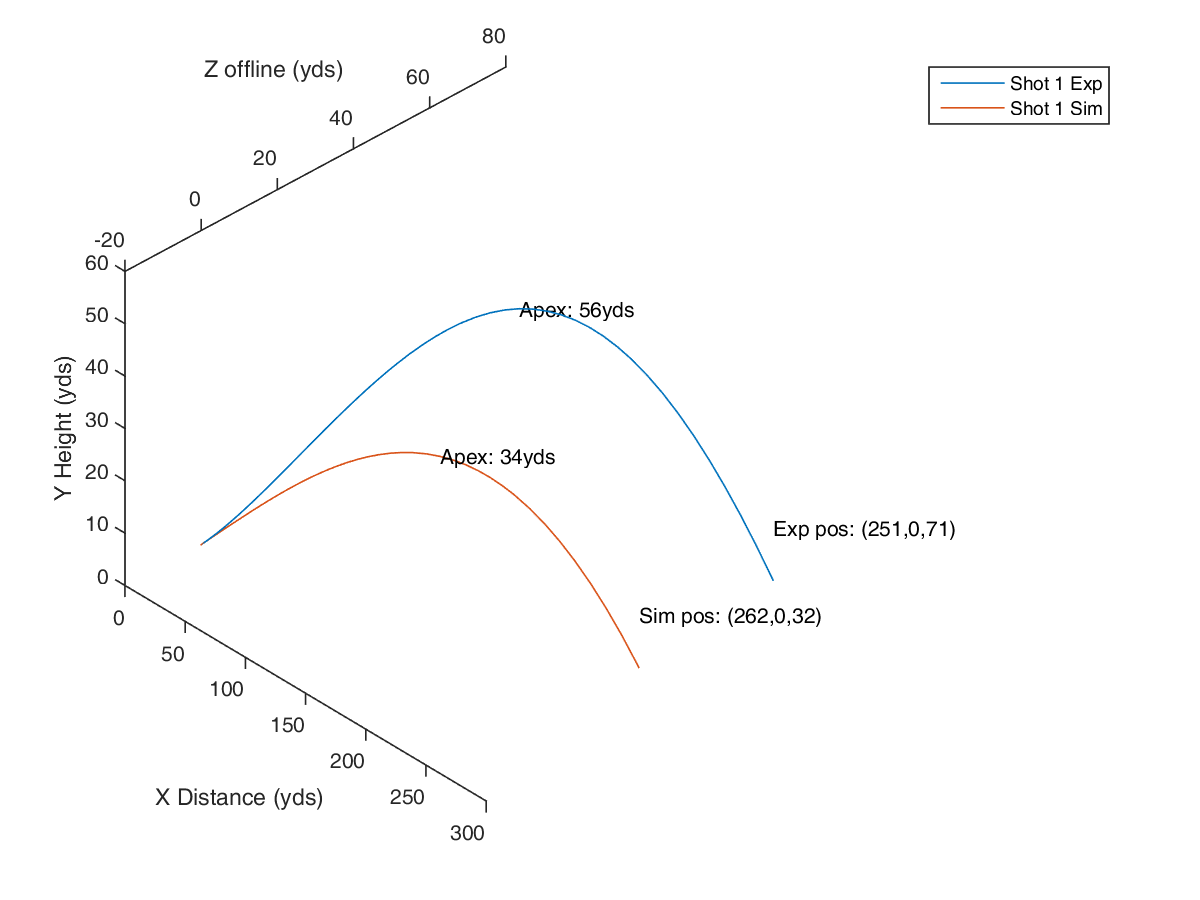 80
Z offline (yds)
60
40
20
0
-20
Shot 1 Exp
Shot 1 Sim
60
50
40
30
20
10
0
Y Height (yds)
Apex: 56yds
Apex: 34yds
Exp pos: (251,0,71)
Sim pos: (262,0,32)
0
50
100
150
200
250
300
X Distance (yds)